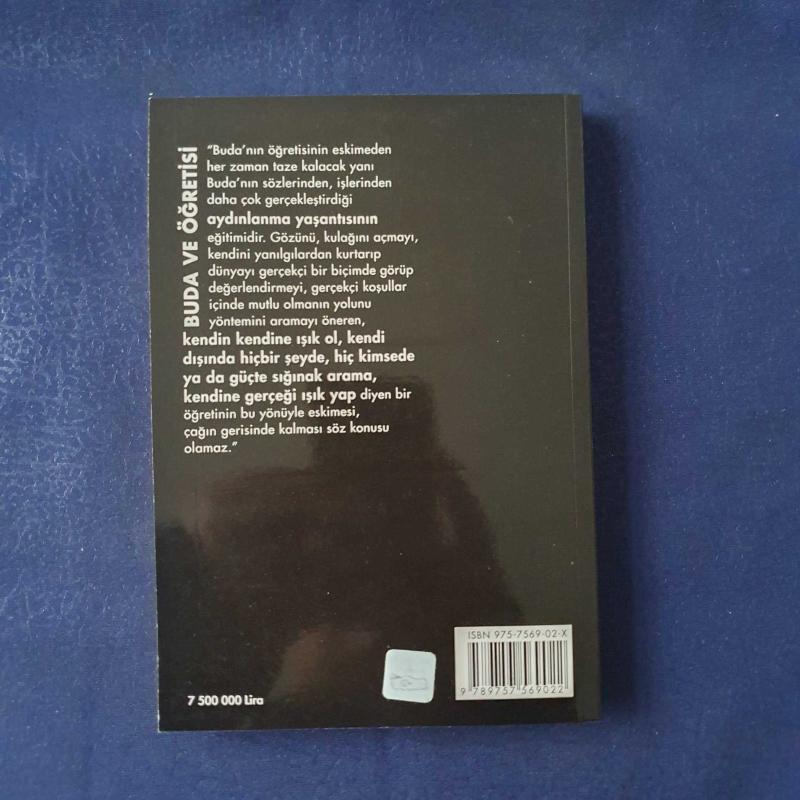 BUDA VE ÖĞRETİSİ
“Buda’nın öğretisinin eskimeden
her zaman taze kalacak yanı
Buda’nın sözlerinden, işlerinden
daha çok gerçekleştirdiği
aydınlanma yaşantısının
eğitimidir. Gözünü, kulağını açmayı,
kendini yanılgılardan kurtarıp
dünyayı gerçekçi bir biçimde görüp
değerlendirmeyi, gerçekçi koşullar
içinde mutlu olmanın yolunu
yöntemini aramayı öneren,
kendin kendine ışık ol, kendi
dışında hiçbir şeyde, hiç kimsede
ya da güçte sığınak arama,
kendine gerçeği ışık yap diyen bir
öğretinin bu yönüyle eskimesi,
çağın gerisinde kalması söz konusu
olamaz.”
ISBN 975-7569-02-X
9 789757 569022
7 500 000 Lira